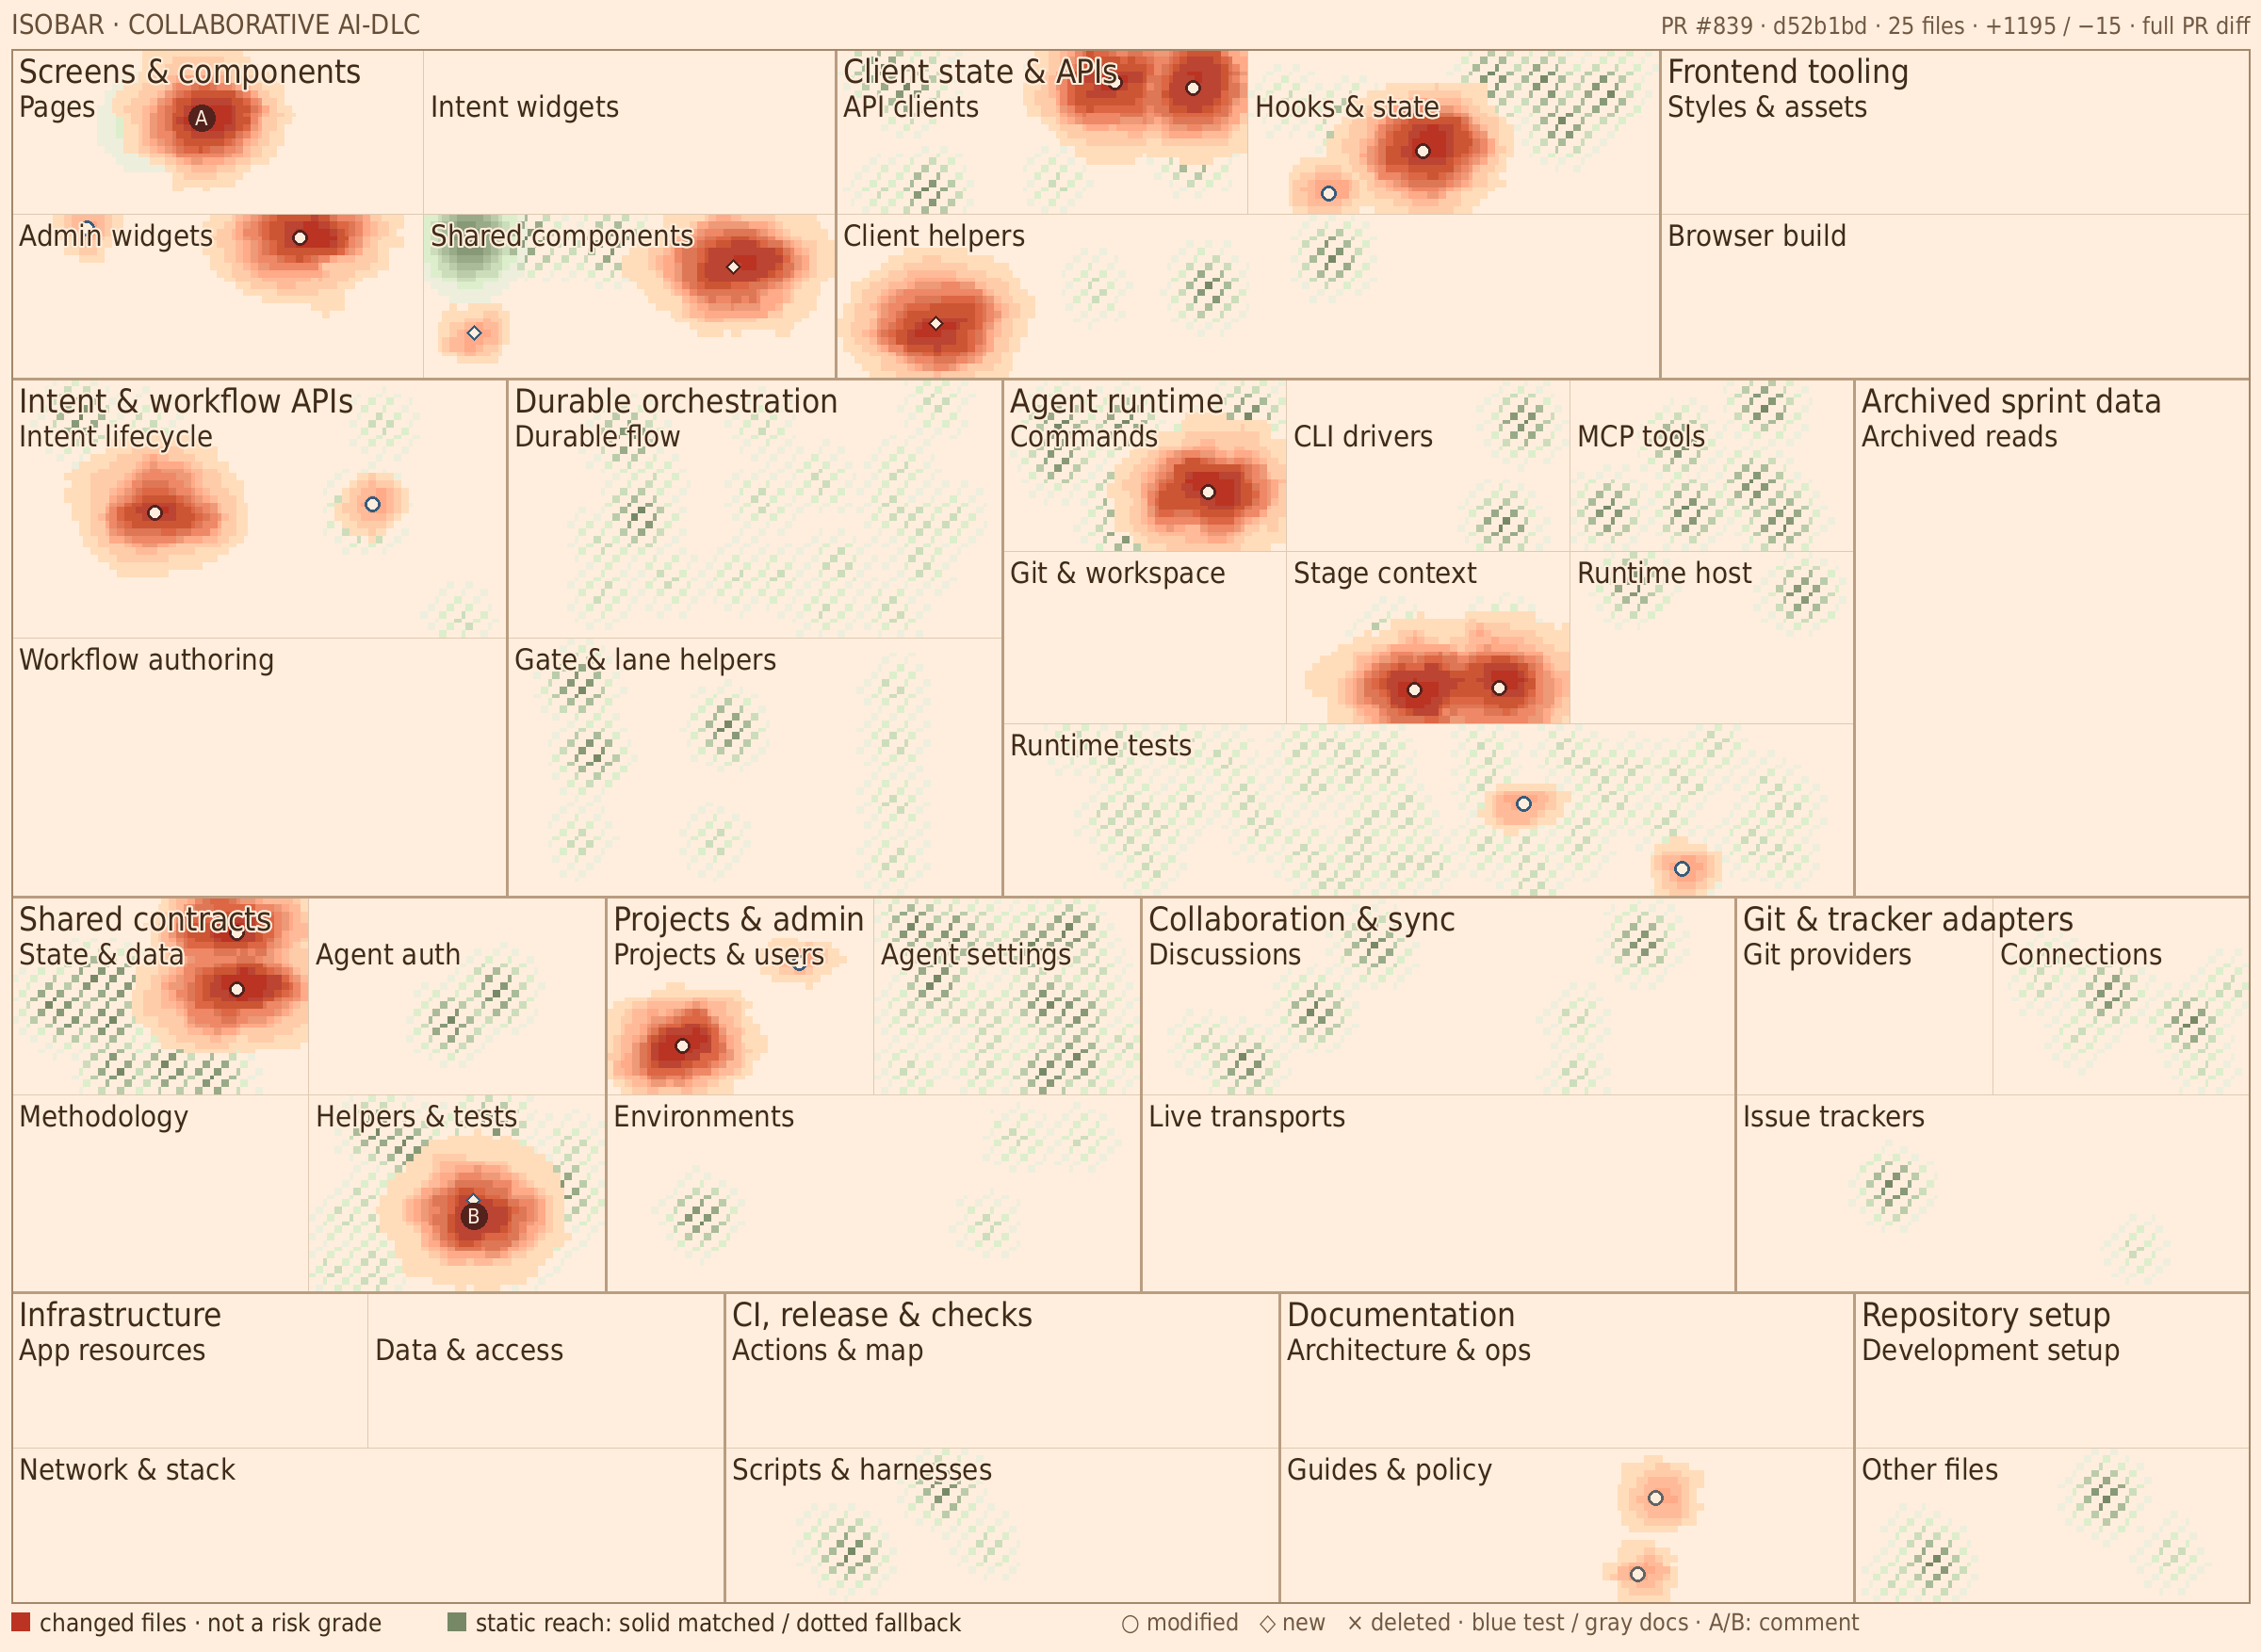 ISOBAR · COLLABORATIVE AI-DLC
PR #839 · d52b1bd · 25 files · +1195 / −15 · full PR diff
Screens & components
Pages
A
Intent widgets
Client state & APIs
API clients
Hooks & state
Frontend tooling
Styles & assets
Admin widgets
Shared components
Client helpers
Browser build
Intent & workflow APIs
Intent lifecycle
Durable orchestration
Durable flow
Agent runtime
Commands
CLI drivers
MCP tools
Archived sprint data
Archived reads
Git & workspace
Stage context
Runtime host
Workflow authoring
Gate & lane helpers
Runtime tests
Shared contracts
State & data
Agent auth
Projects & admin
Projects & users
Agent settings
Collaboration & sync
Discussions
Git & tracker adapters
Git providers
Connections
Methodology
Helpers & tests
B
Environments
Live transports
Issue trackers
Infrastructure
App resources
Data & access
CI, release & checks
Actions & map
Documentation
Architecture & ops
Repository setup
Development setup
Network & stack
Scripts & harnesses
Guides & policy
Other files
changed files · not a risk grade
static reach: solid matched / dotted fallback
○ modified ◇ new × deleted · blue test / gray docs · A/B: comment